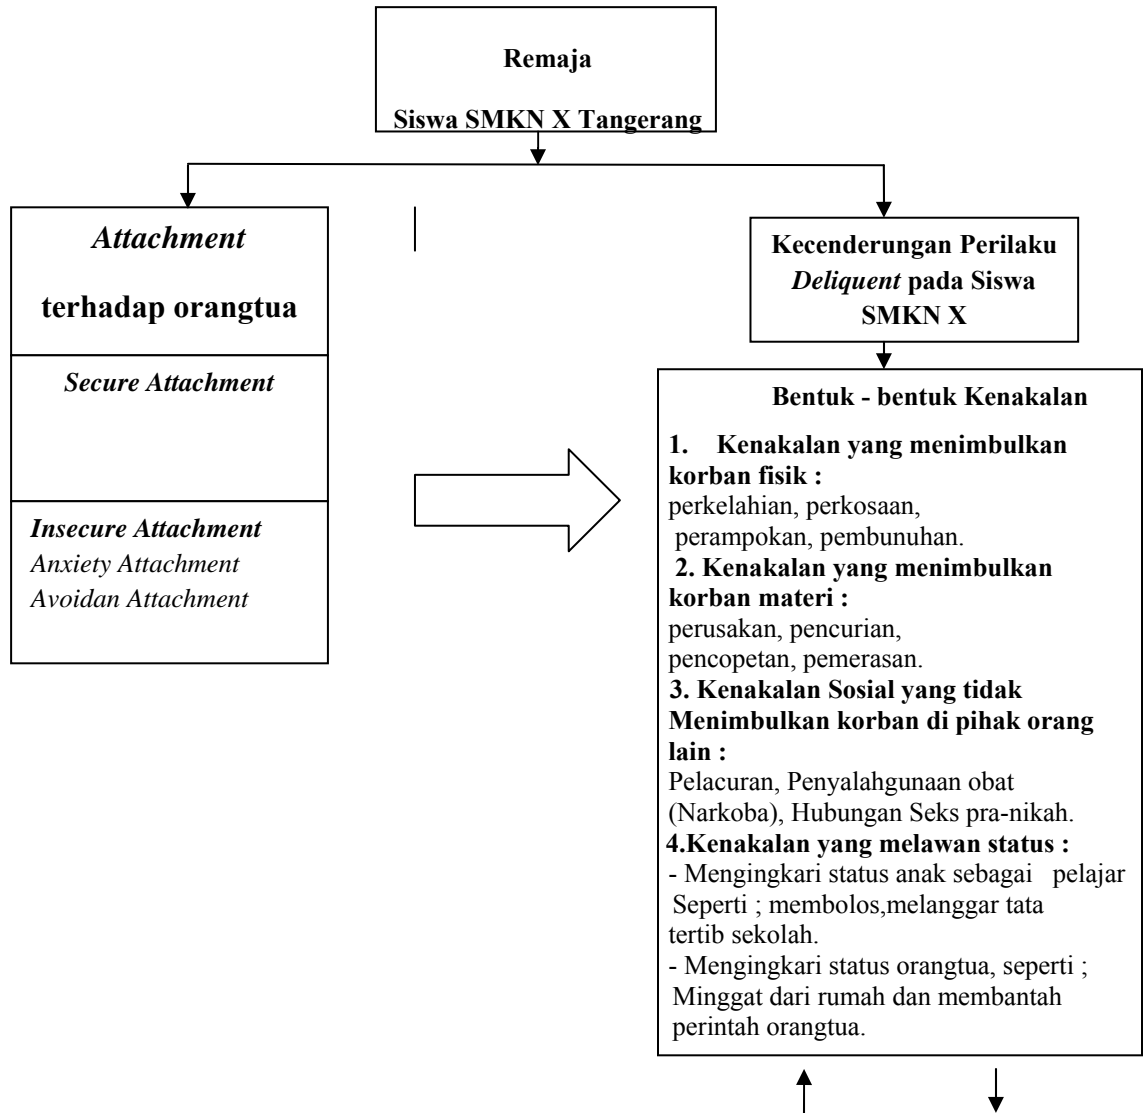 Remaja
Siswa SMKN X Tangerang
Attachment
terhadap orangtua
Secure Attachment
Insecure Attachment
Anxiety Attachment
Avoidan Attachment
Kecenderungan Perilaku
Deliquent pada Siswa
SMKN X
Bentuk - bentuk Kenakalan
1. Kenakalan yang menimbulkan
korban fisik :
perkelahian, perkosaan,
perampokan, pembunuhan.
2. Kenakalan yang menimbulkan
korban materi :
perusakan, pencurian,
pencopetan, pemerasan.
3. Kenakalan Sosial yang tidak
Menimbulkan korban di pihak orang
lain :
Pelacuran, Penyalahgunaan obat
(Narkoba), Hubungan Seks pra-nikah.
4.Kenakalan yang melawan status :
- Mengingkari status anak sebagai pelajar
Seperti ; membolos,melanggar tata
tertib sekolah.
- Mengingkari status orangtua, seperti ;
Minggat dari rumah dan membantah
perintah orangtua.